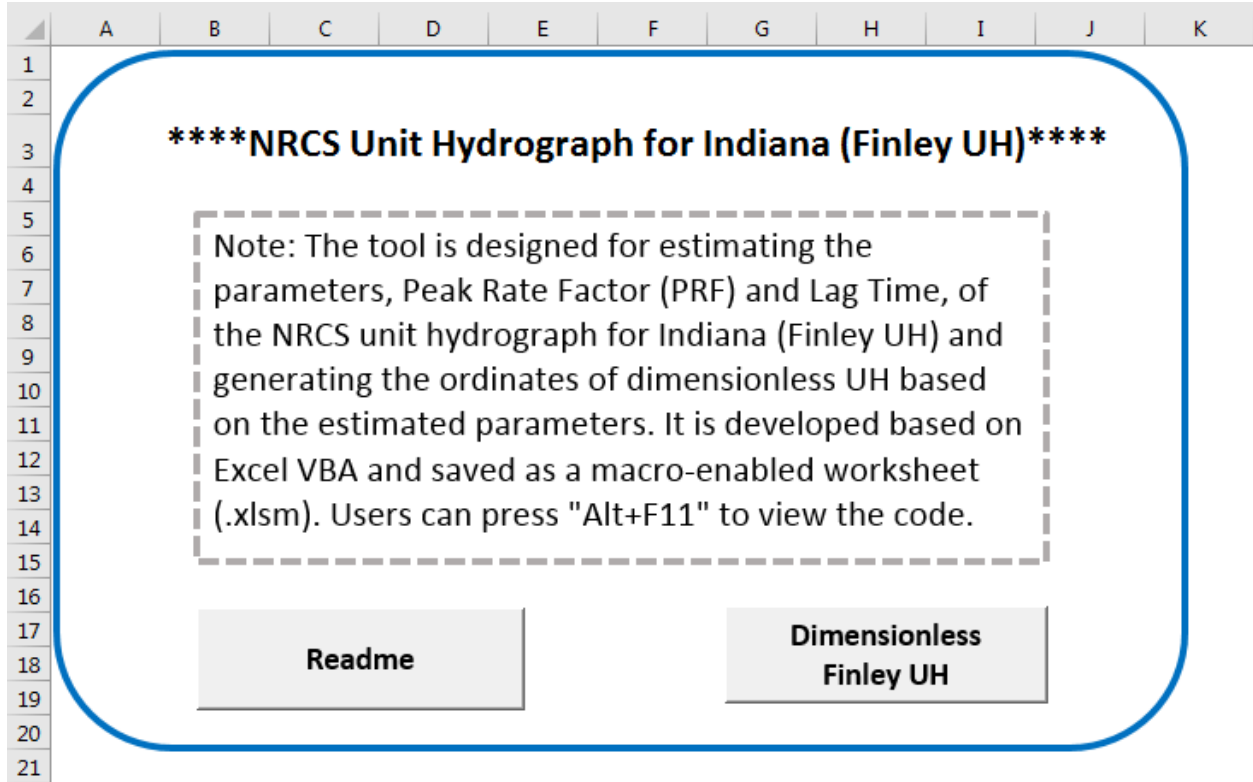 A B C D E F G H I J K
1
2
3 ****NRCS Unit Hydrograph for Indiana (Finley UH)****
4
5
6 Note: The tool is designed for estimating the
7 parameters, Peak Rate Factor (PRF) and Lag Time, of
8 the NRCS unit hydrograph for Indiana (Finley UH) and
9
10 generating the ordinates of dimensionless UH based
11 on the estimated parameters. It is developed based on
12 Excel VBA and saved as a macro-enabled worksheet
13
14 (.xlsm). Users can press "Alt+F11" to view the code.
15
16
17 Dimensionless
18 Readme Finley UH
19
20
21